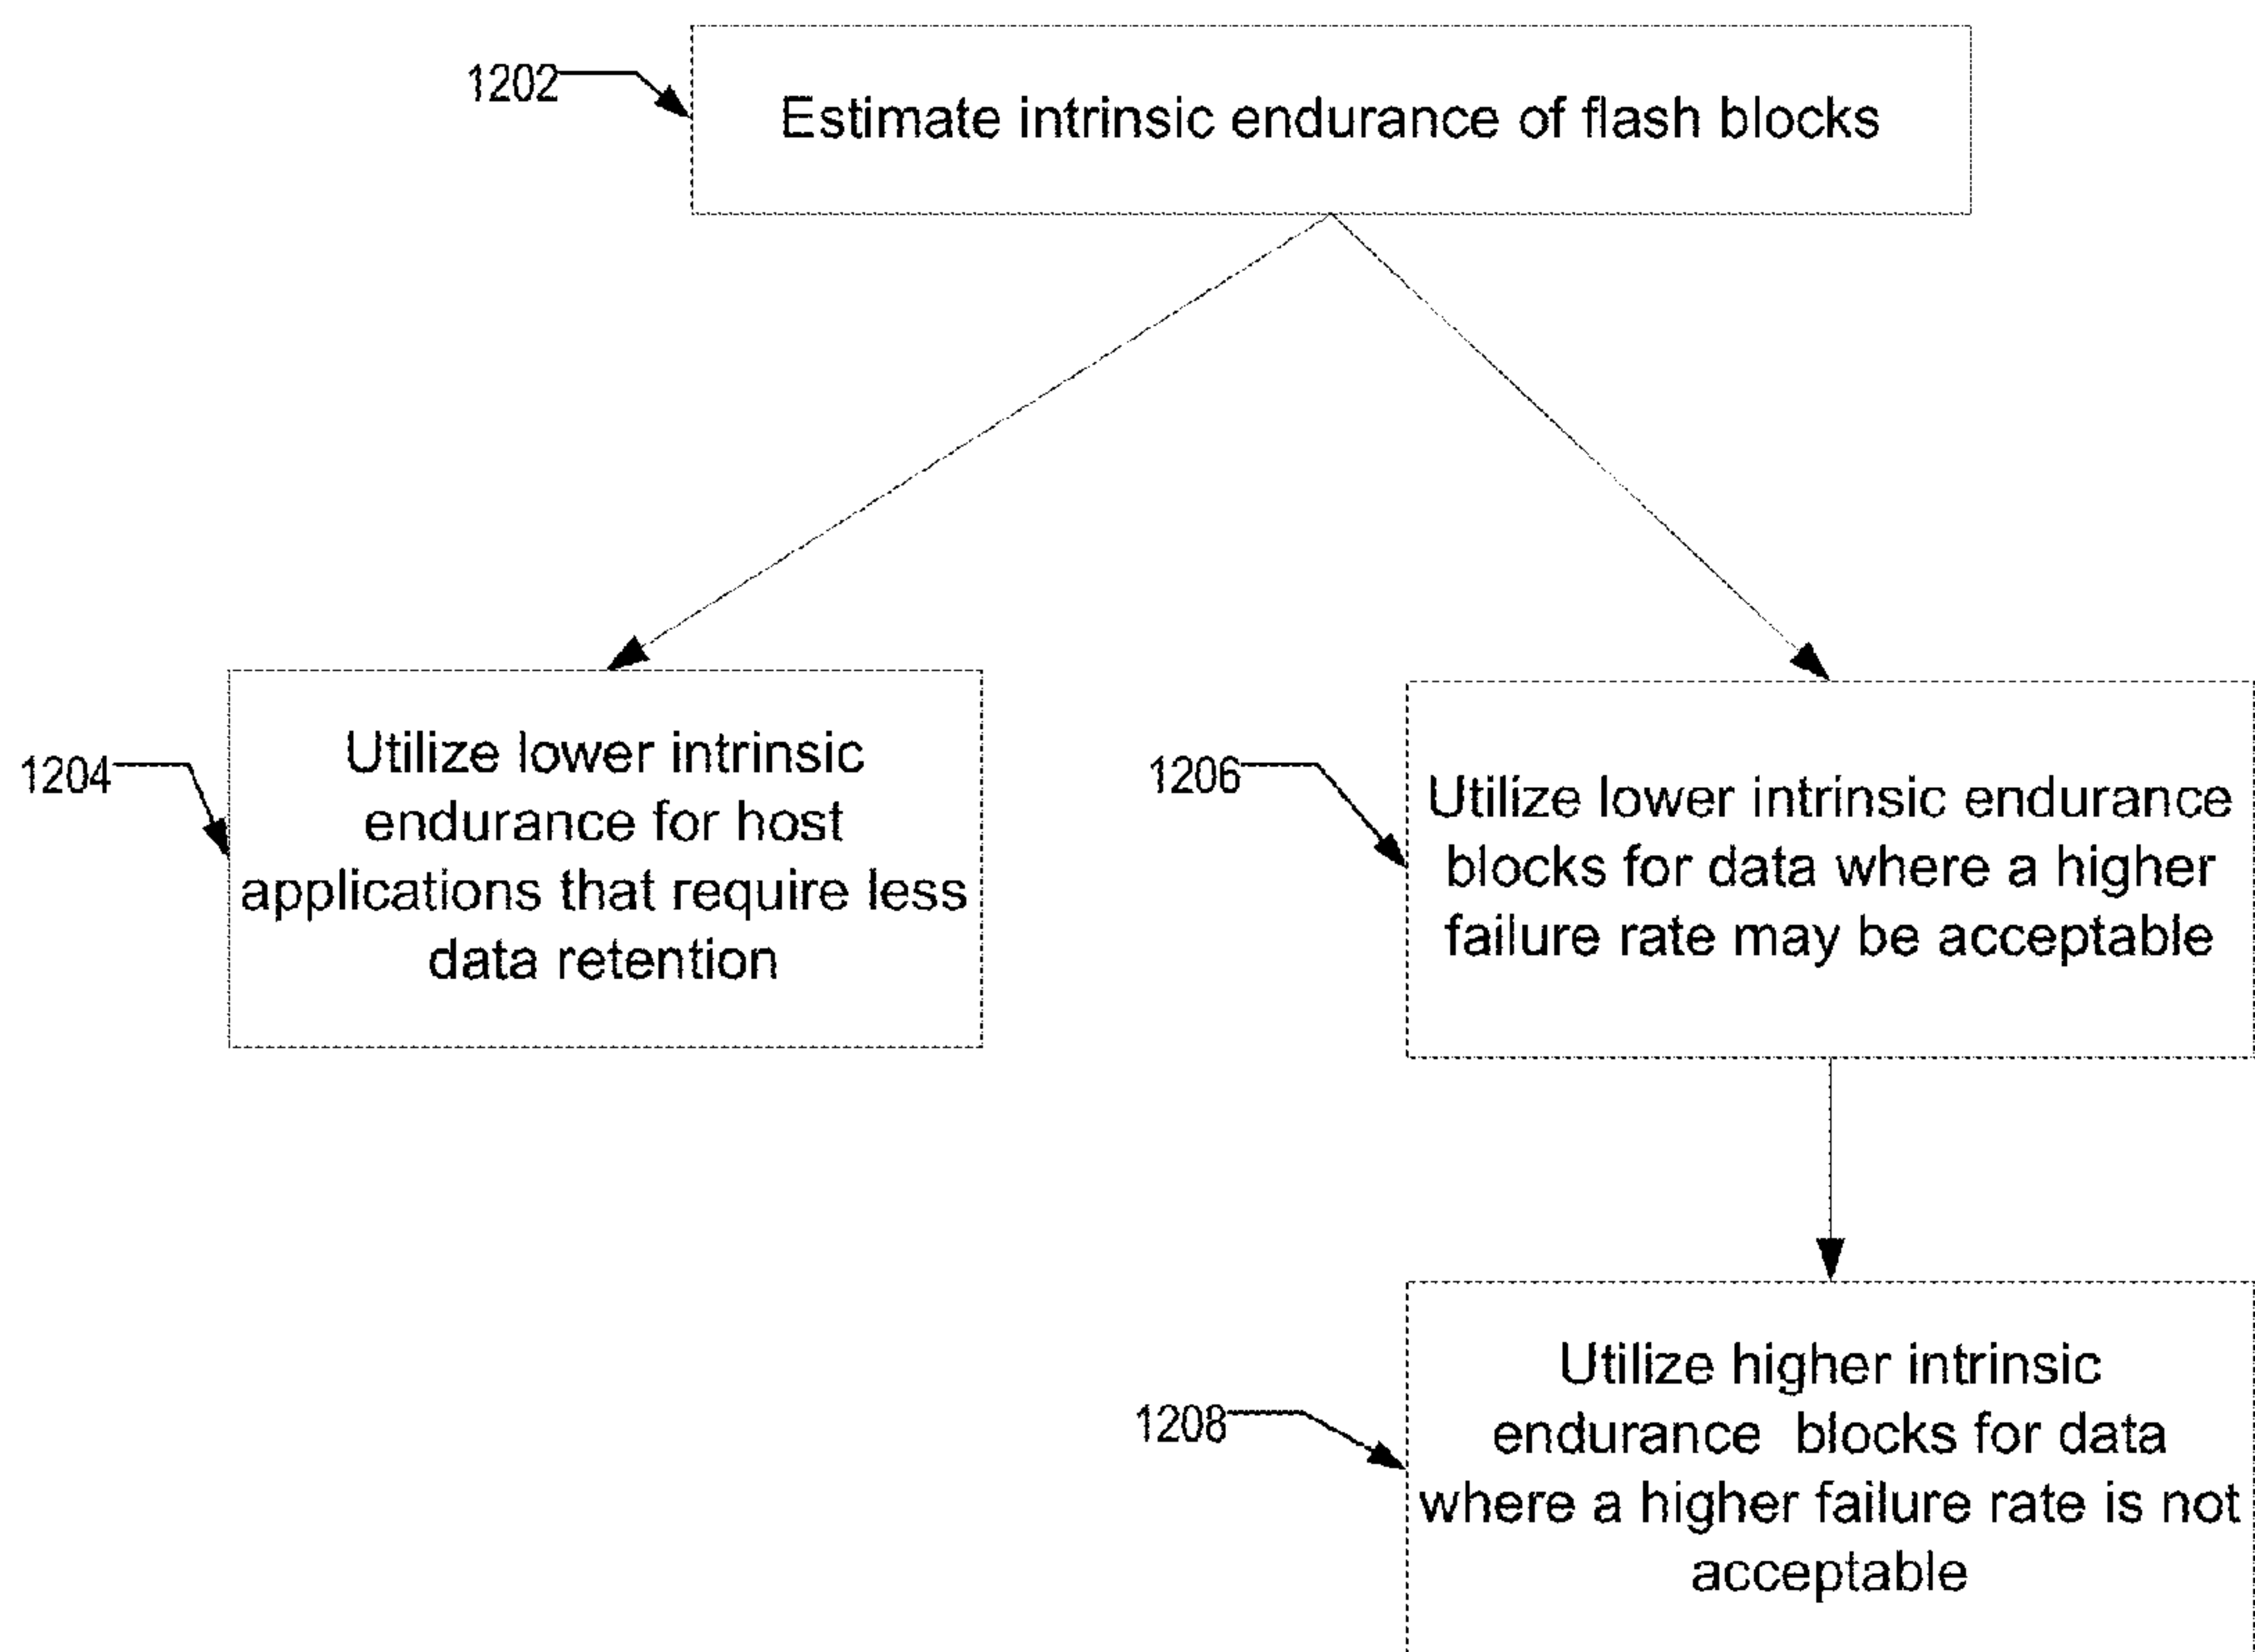 1202
Estimate intrinsic endurance of flash blocks
1204
Utilize lower intrinsic
endurance for host
applications that require less
data retention
1206
Utilize lower intrinsic endurance
blocks for data where a higher
failure rate may be acceptable
1208
Utilize higher intrinsic
endurance blocks for data
where a higher failure rate is not
acceptable